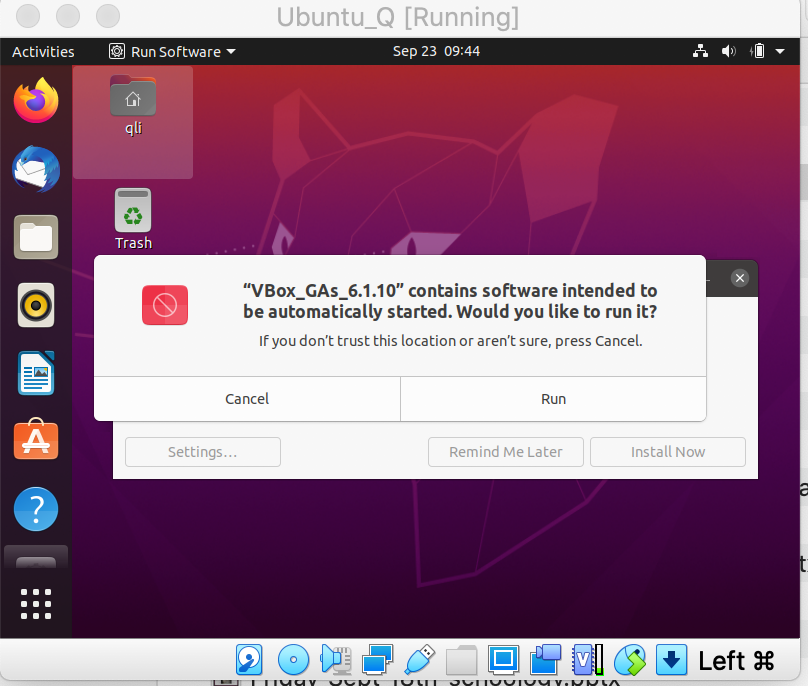 Ubuntu_Q [Running]
Activities Run Software Sep 23 09:44
qli
Trash
“VBox_GAs_6.1.10” contains software intended to
be automatically started. Would you like to run it?
If you don’t trust this location or aren’t sure, press Cancel.
Cancel Run
Settings... Remind Me Later Install Now
Left ⌘